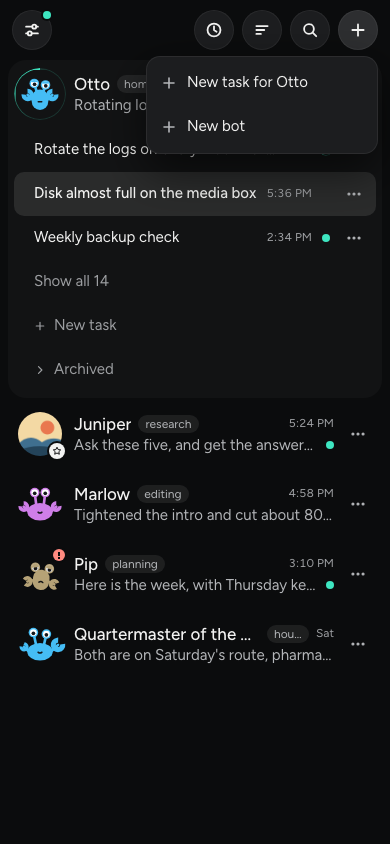 New task for Otto
New bot
Otto
Rotating lo
Rotate the logs
Disk almost full on the media box 5:36 PM
Weekly backup check 2:34 PM
Show all 14
New task
Archived
Juniper research 5:24 PM
Ask these five, and get the answer...
Marlow editing 4:58 PM
Tightened the intro and cut about 80...
Pip planning 3:10 PM
Here is the week, with Thursday ke...
Quartermaster of the ... hou... Sat
Both are on Saturday's route, pharma...